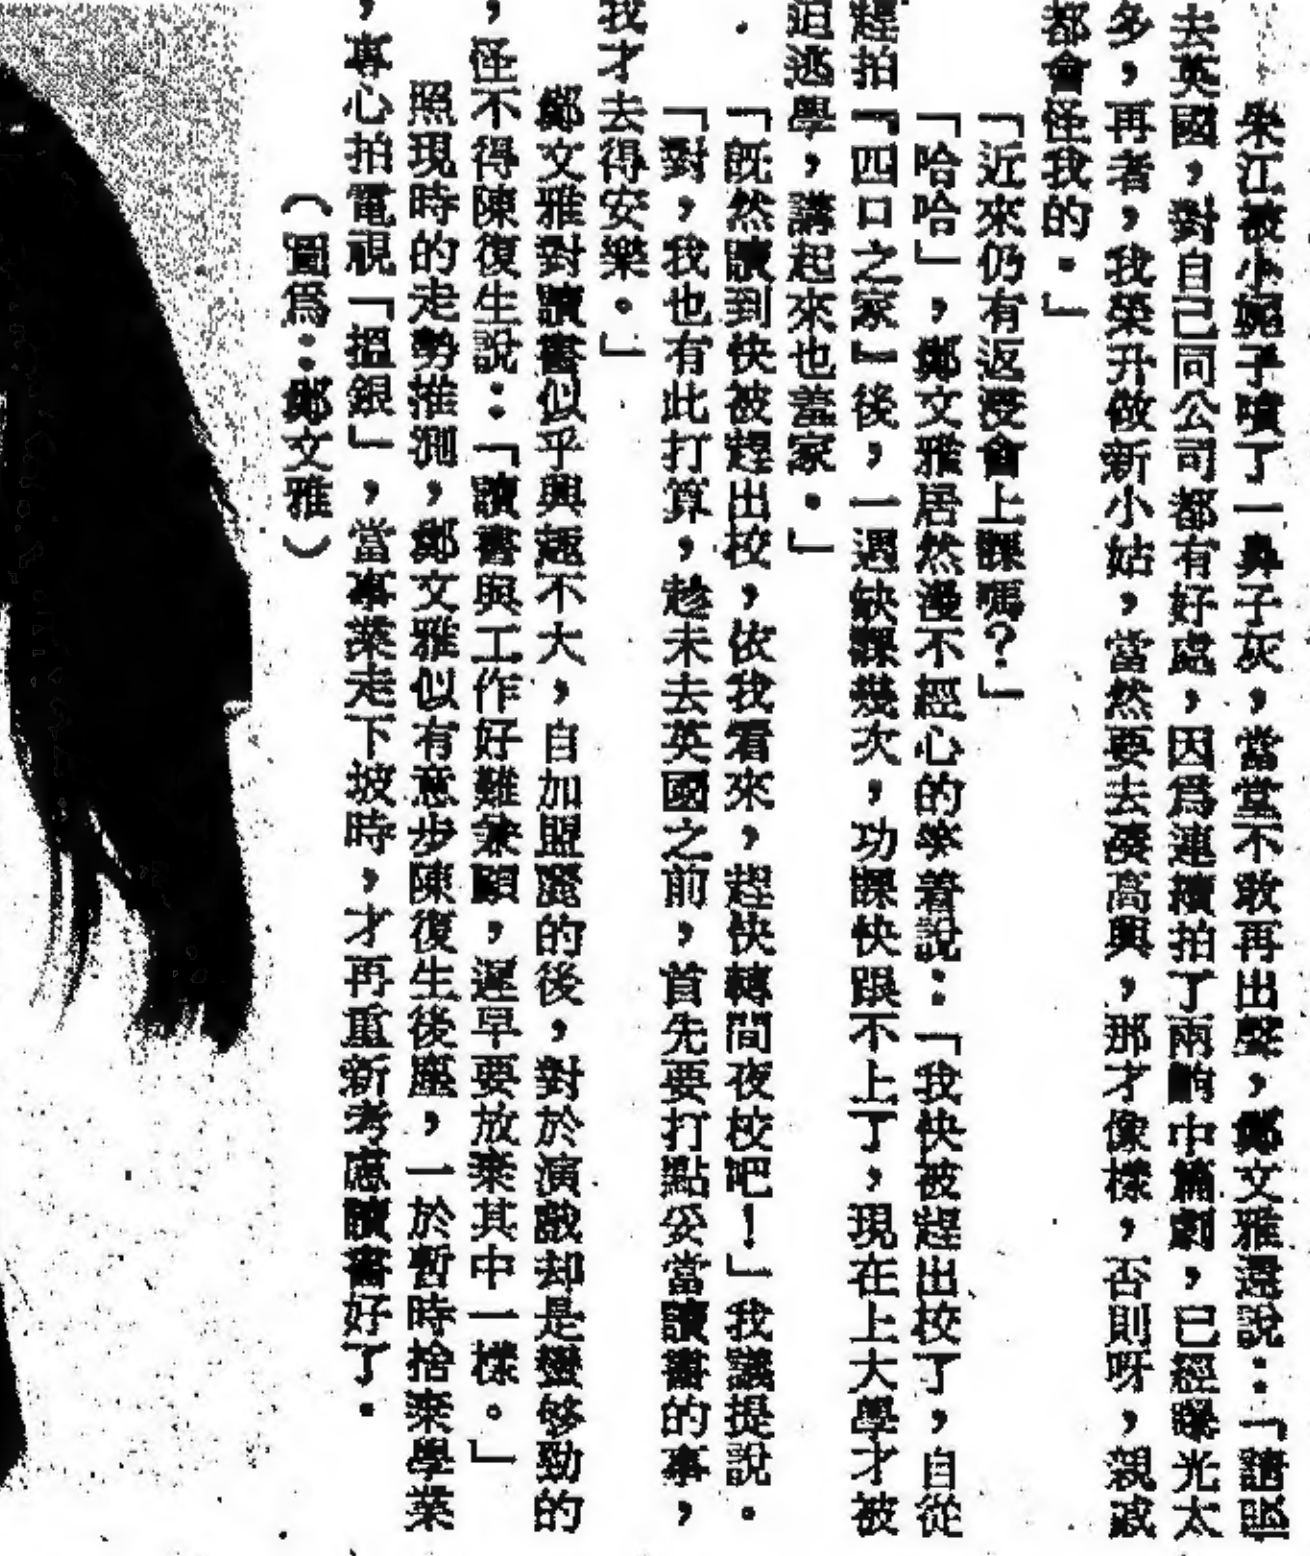 朱江被小妮子噴了一鼻子灰，當堂不敢再出聲，鄭文雅還說：「請
去英國，對自己同公司都有好處，因爲連續拍了兩齣中篇劇，已經曝光太
多，再者，我榮升做新小姑，當然要去湊高興，那才像樣，否則呀，親戚
都會怪我的。」
「近來仍有返浸會上課嗎？」
「哈哈」，鄭文雅居然漫不經心的笑着說：「我快被趕出校了，自從
趕拍「四口之家」後，一遇缺課幾次，功課快跟不上了，現在上大學才被
迫逃學，講起來也羞家。」
「既然讀到快被趕出校，依我看來，趕快轉間夜校吧！」我議提說。
「對，我也有此打算，趁未去英國之前，首先要打點妥當讀書的事，
我才去得安樂。」
鄭文雅對讀書似乎興趣不大，自加盟麗的後，對於演戲却是蠻夠勁的
，怪不得陳復生說：「讀書與工作好難兼顧，遲早要放棄其中一樣。」
照現時的走勢推測，鄭文雅似有意步陳復生後塵，一於暫時捨棄學業
，專心拍電視「搵銀」，當事業走下坡時，才再重新考慮讀書好了。
（圖爲：鄭文雅）